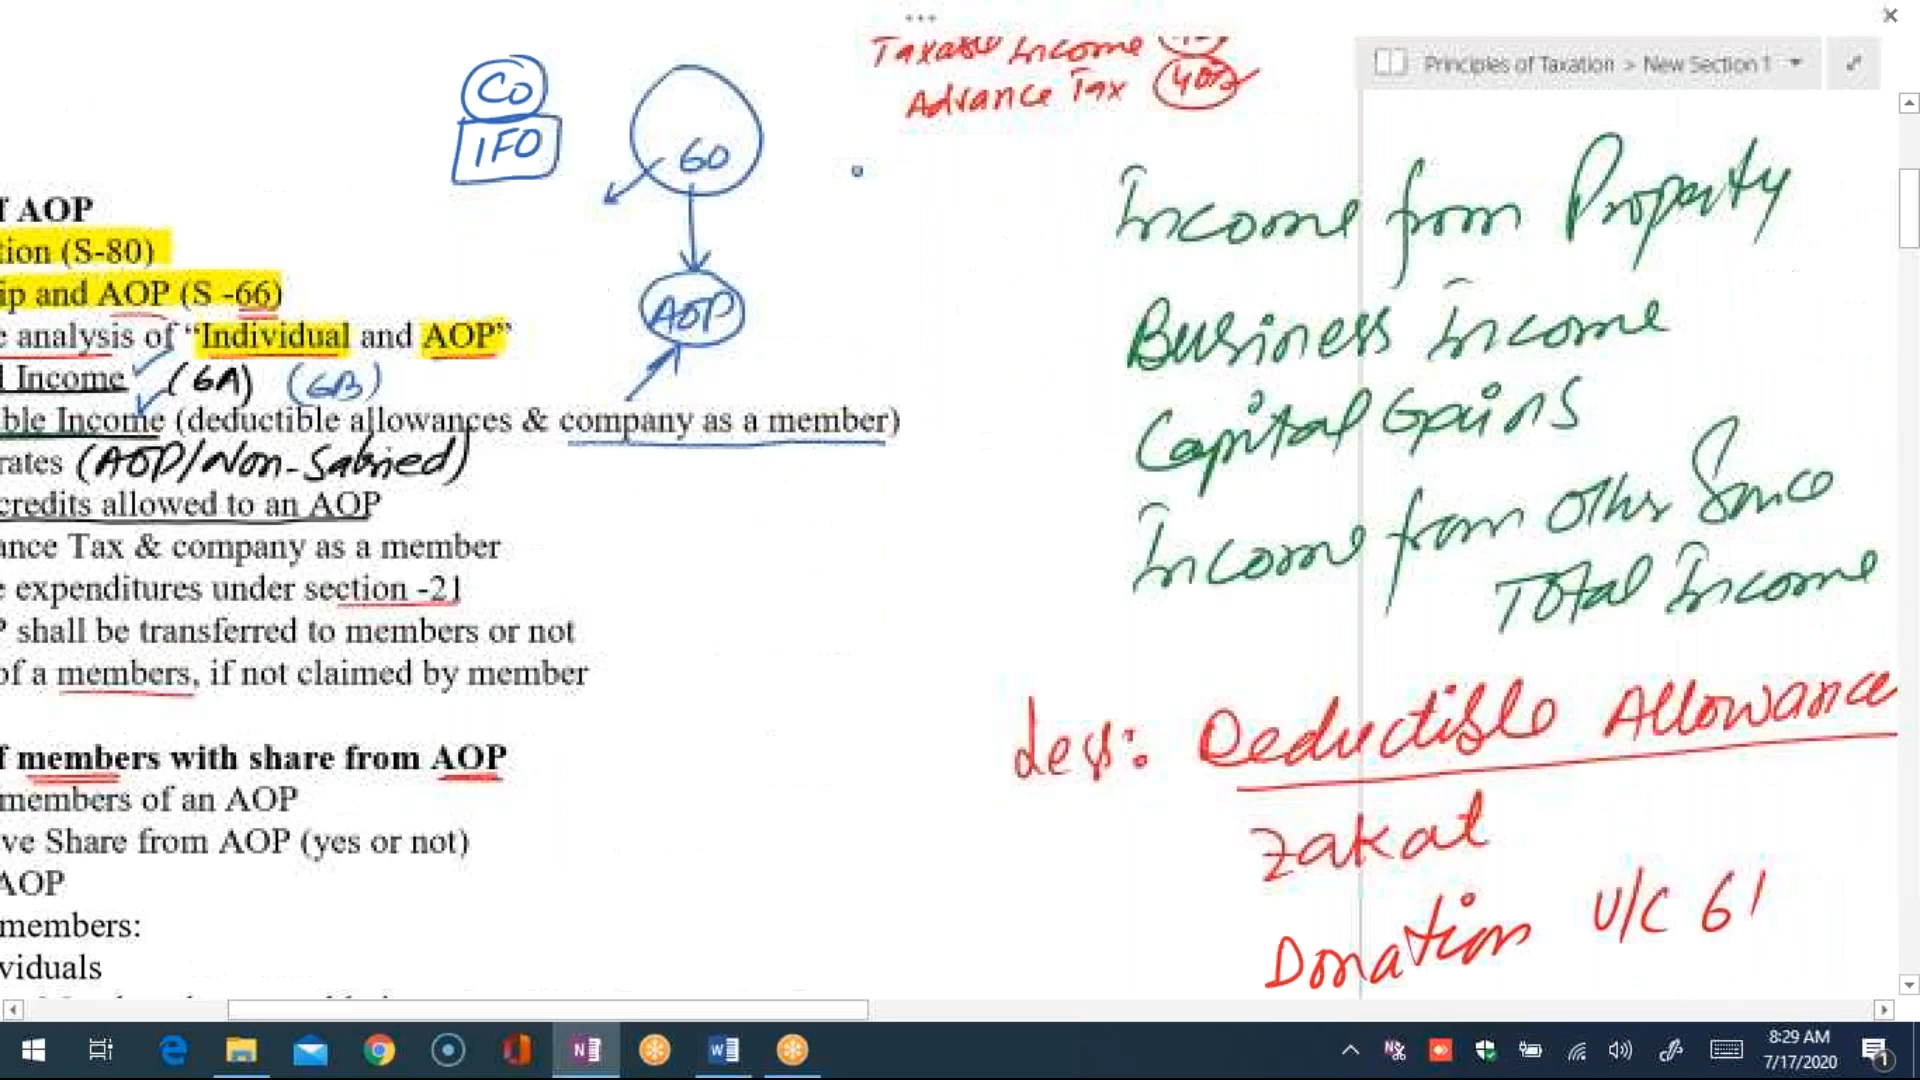 Taxable Income
Advance Tax 40%
Principles of Taxation > New Section 1
Co
IFO
60
AOP
f AOP
tion (S-80)
ip and AOP (S -66)
e analysis of “Individual and AOP”
l Income (6A) (6B)
ble Income (deductible allowances & company as a member)
rates (AOP/Non-Salried)
credits allowed to an AOP
ance Tax & company as a member
e expenditures under section -21
P shall be transferred to members or not
of a members, if not claimed by member
f members with share from AOP
members of an AOP
ve Share from AOP (yes or not)
AOP
members:
viduals
Income from Property
Business Income
Capital Gains
Income from Other Source
Total Income
Less: Deductible Allowance
Zakat
Donation U/C 61
8:29 AM
7/17/2020